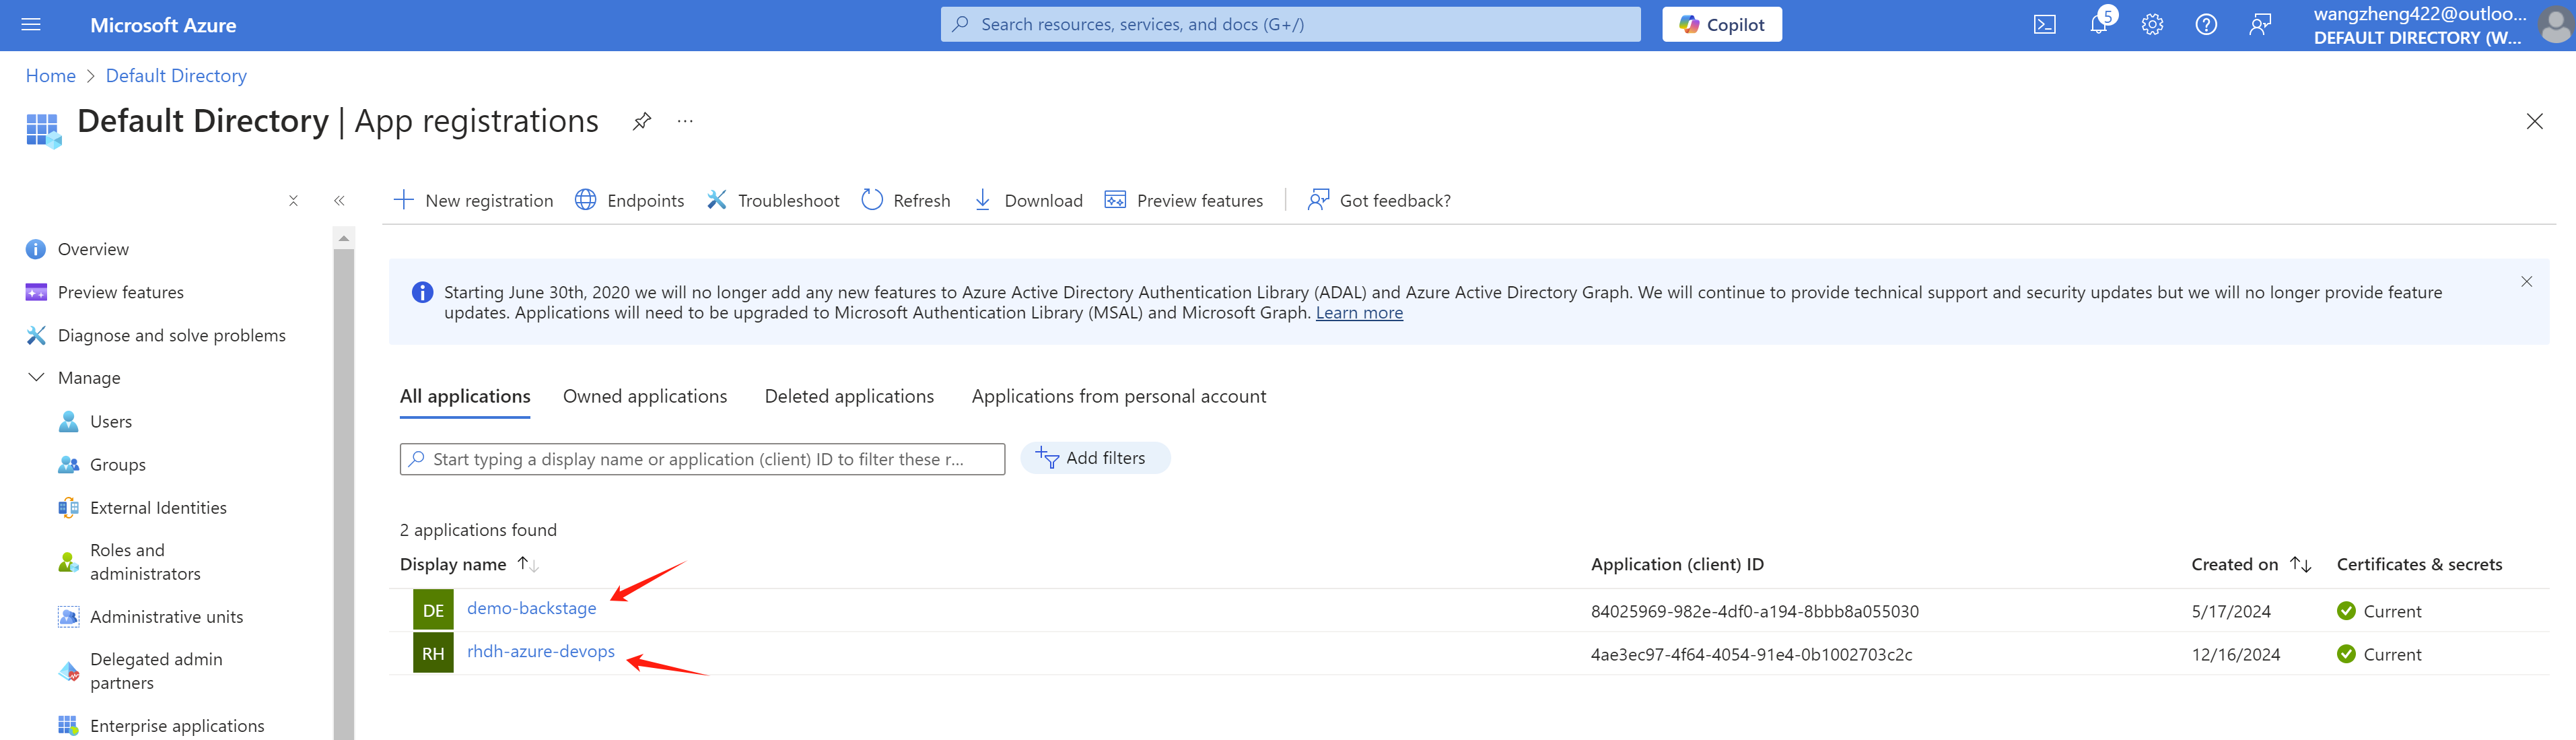 Microsoft Azure
Search resources, services, and docs (G+/)
Copilot
5
wangzheng422@outloo...
DEFAULT DIRECTORY (W...
Home > Default Directory
Default Directory | App registrations
...
New registration
Endpoints
Troubleshoot
Refresh
Download
Preview features
Got feedback?
Overview
Preview features
Diagnose and solve problems
Manage
Users
Groups
External Identities
Roles and
administrators
Administrative units
Delegated admin
partners
Enterprise applications
Starting June 30th, 2020 we will no longer add any new features to Azure Active Directory Authentication Library (ADAL) and Azure Active Directory Graph. We will continue to provide technical support and security updates but we will no longer provide feature
updates. Applications will need to be upgraded to Microsoft Authentication Library (MSAL) and Microsoft Graph. Learn more
All applications
Owned applications
Deleted applications
Applications from personal account
Start typing a display name or application (client) ID to filter these r...
Add filters
2 applications found
Display name
Application (client) ID
Created on
Certificates & secrets
DE
demo-backstage
84025969-982e-4df0-a194-8bbb8a055030
5/17/2024
Current
RH
rhdh-azure-devops
4ae3ec97-4f64-4054-91e4-0b1002703c2c
12/16/2024
Current